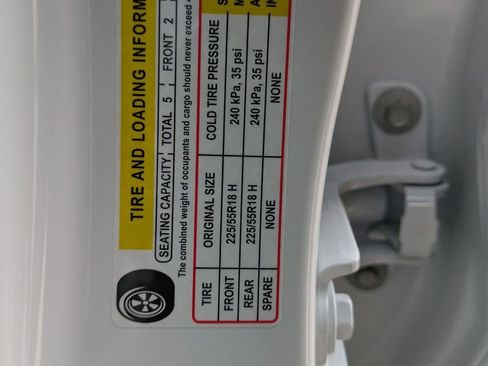 TIRE AND LOADING INFORM
SEATING CAPACITY TOTAL 5 FRONT 2
The combined weight of occupants and cargo should never exceed
TIRE ORIGINAL SIZE COLD TIRE PRESSURE
FRONT 225/55R18 H 240 kPa, 35 psi
REAR 225/55R18 H 240 kPa, 35 psi
SPARE NONE NONE